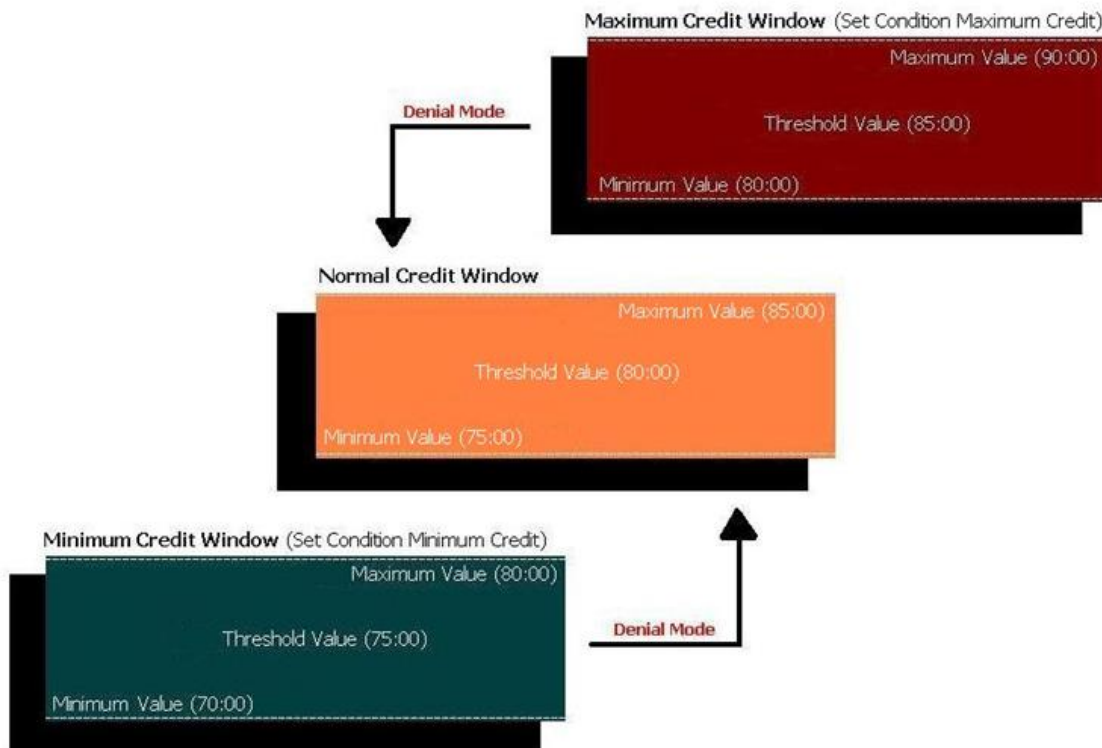 Maximum Credit Window (Set Condition Maximum Credit)
Maximum Value (90:00)
Denial Mode
Threshold Value (85:00)
Minimum Value (80:00)
Normal Credit Window
Maximum Value (85:00)
Threshold Value (80:00)
Minimum Value (75:00)
Minimum Credit Window (Set Condition Minimum Credit)
Maximum Value (80:00)
Threshold Value (75:00)
Denial Mode
Minimum Value (70:00)